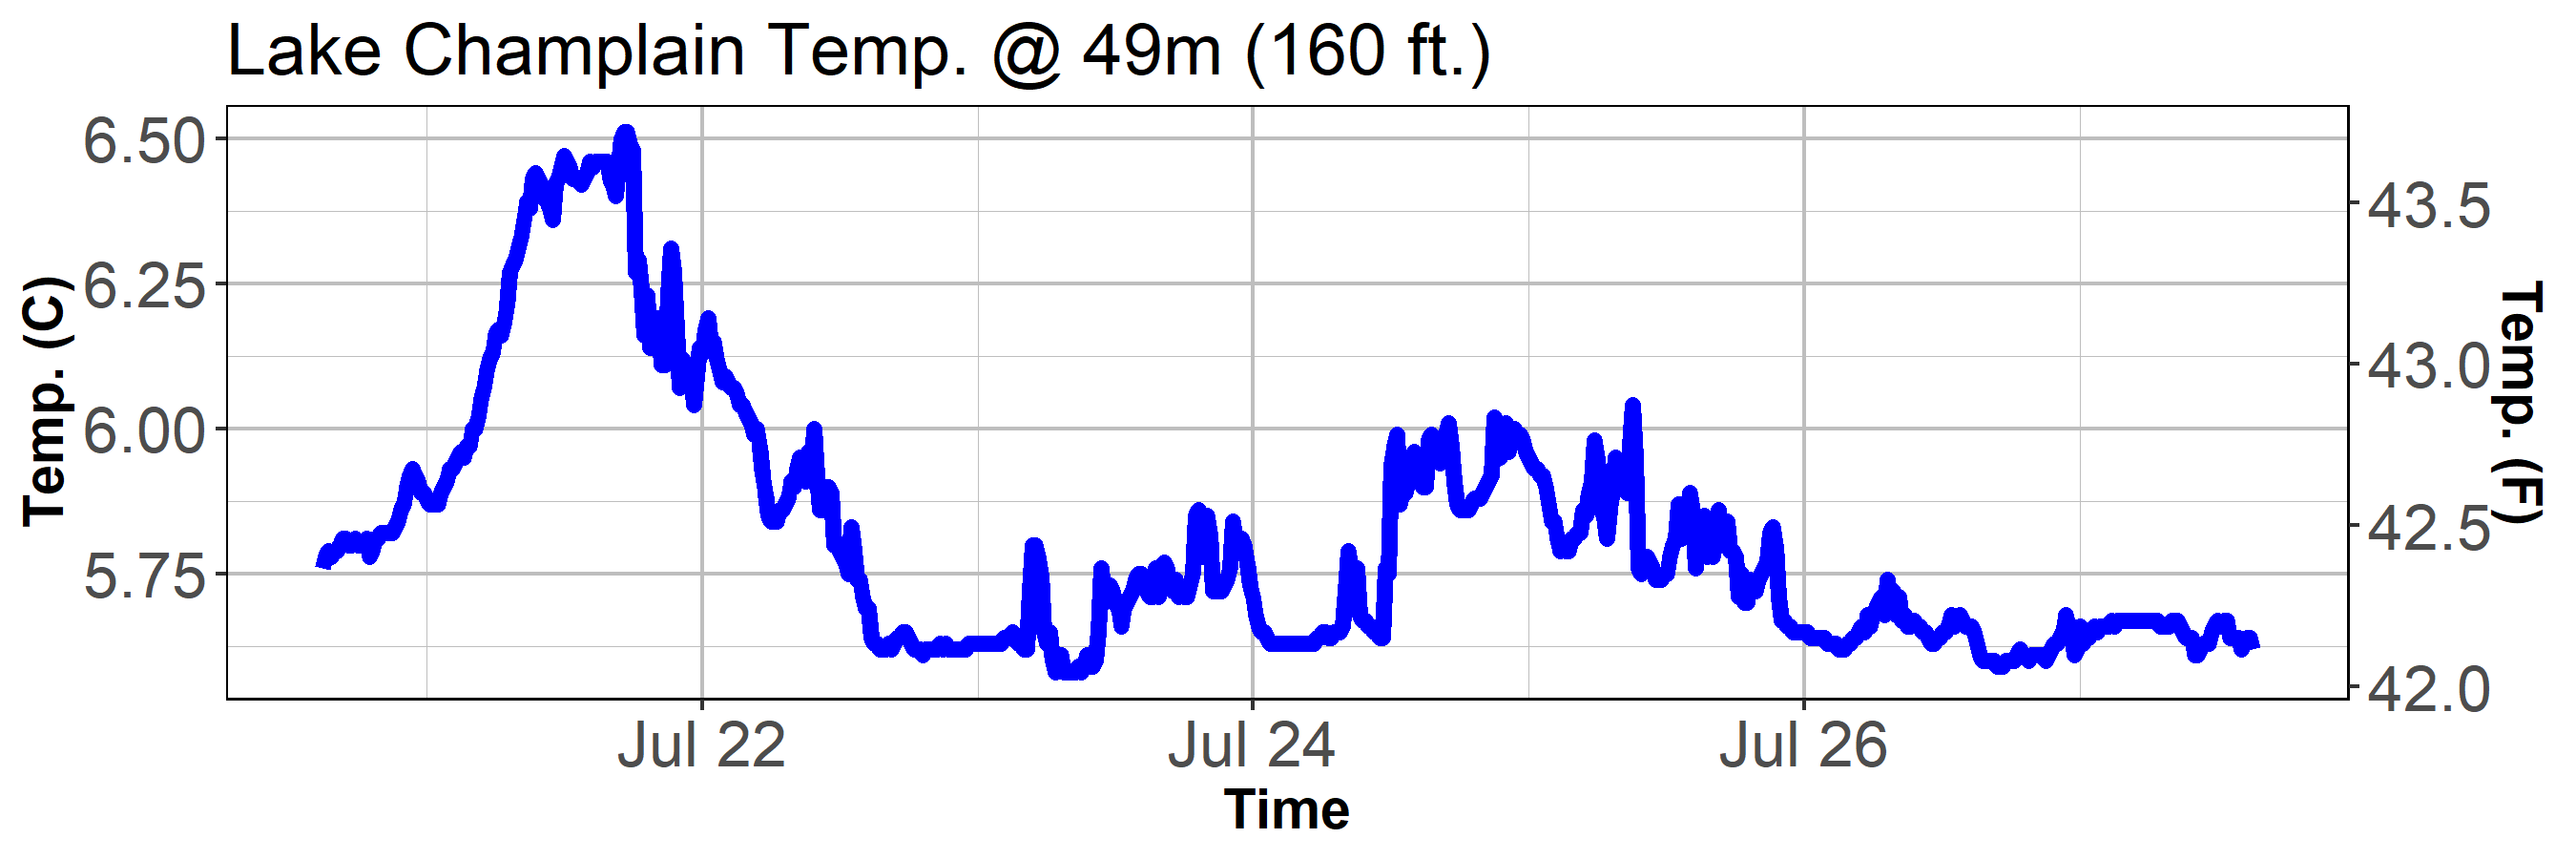 Lake Champlain Temp. @ 49m (160 ft.)
6.50
6.25
6.00
5.75
Temp. (C)
43.5
43.0
42.5
42.0
Temp. (F)
Jul 22
Jul 24
Jul 26
Time